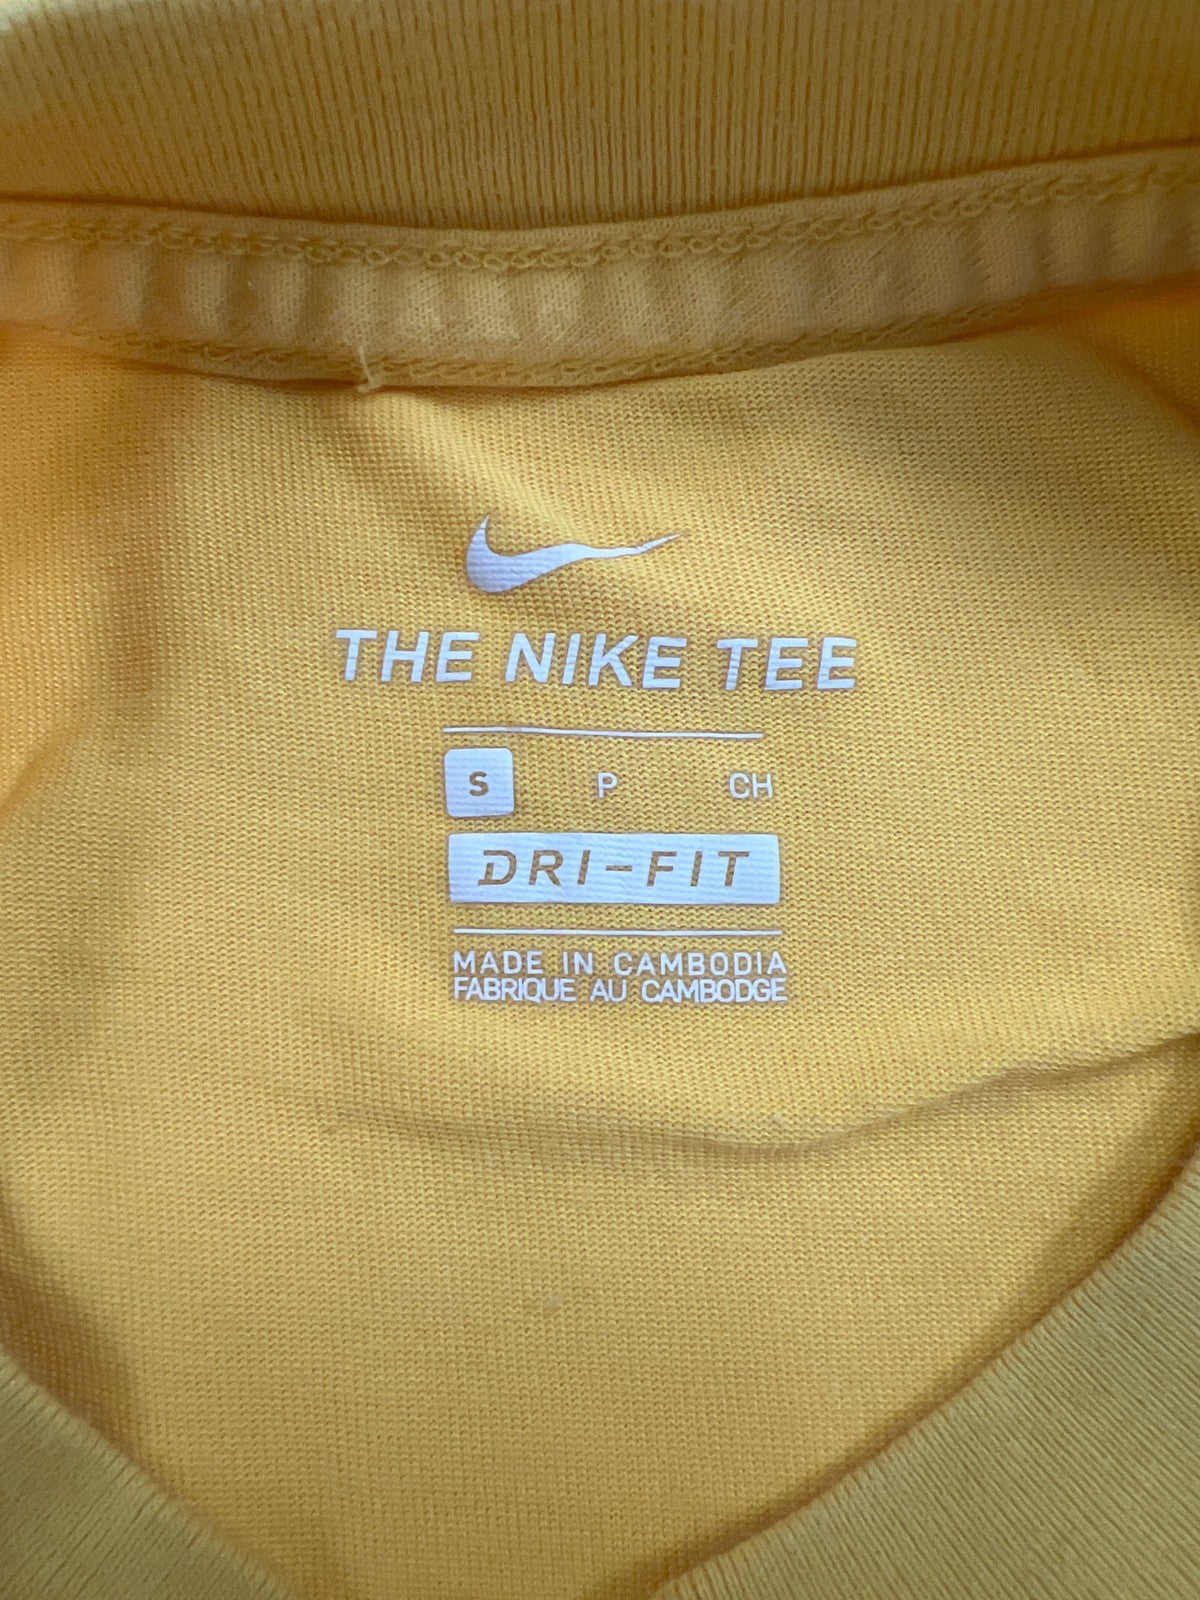 THE NIKE TEE
S P CH
DRI-FIT
MADE IN CAMBODIA
FABRIQUE AU CAMBODGE